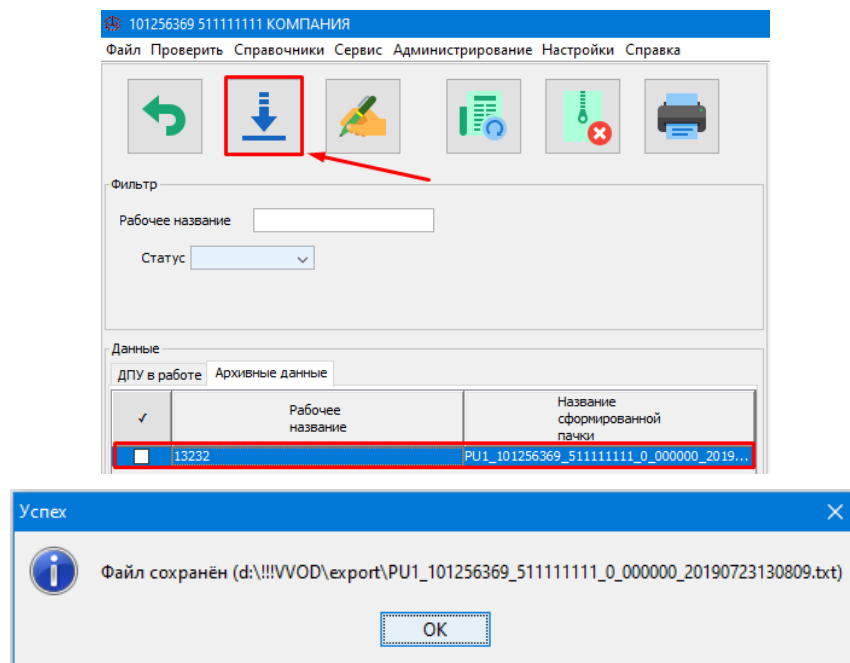 101256369 511111111 КОМПАНИЯ
Файл Проверить Справочники Сервис Администрирование Настройки Справка
Фильтр
Рабочее название
Статус
Данные
ДПУ в работе Архивные данные
✓ Рабочее название Название сформированной пачки
13232 PU1_101256369_511111111_0_000000_2019...
Успех
Файл сохранён (d:\!!!VVOD\export\PU1_101256369_511111111_0_000000_20190723130809.txt)
OK